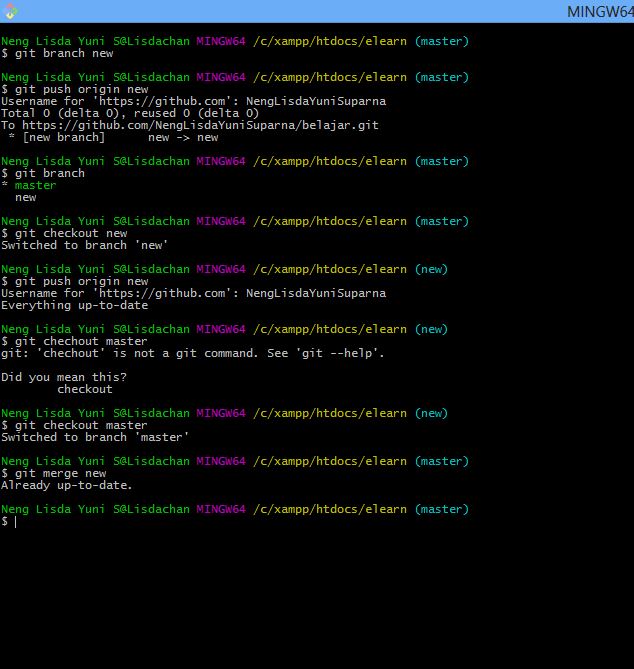 MINGW64
Neng Lisda Yuni S@Lisdachan MINGW64 /c/xampp/htdocs/elearn (master)
$ git branch new
Neng Lisda Yuni S@Lisdachan MINGW64 /c/xampp/htdocs/elearn (master)
$ git push origin new
Username for 'https://github.com': NengLisdaYuniSuparna
Total 0 (delta 0), reused 0 (delta 0)
To https://github.com/NengLisdaYuniSuparna/belajar.git
 * [new branch]      new -> new
Neng Lisda Yuni S@Lisdachan MINGW64 /c/xampp/htdocs/elearn (master)
$ git branch
* master
  new
Neng Lisda Yuni S@Lisdachan MINGW64 /c/xampp/htdocs/elearn (master)
$ git checkout new
Switched to branch 'new'
Neng Lisda Yuni S@Lisdachan MINGW64 /c/xampp/htdocs/elearn (new)
$ git push origin new
Username for 'https://github.com': NengLisdaYuniSuparna
Everything up-to-date
Neng Lisda Yuni S@Lisdachan MINGW64 /c/xampp/htdocs/elearn (new)
$ git chechout master
git: 'chechout' is not a git command. See 'git --help'.
Did you mean this?
        checkout
Neng Lisda Yuni S@Lisdachan MINGW64 /c/xampp/htdocs/elearn (new)
$ git checkout master
Switched to branch 'master'
Neng Lisda Yuni S@Lisdachan MINGW64 /c/xampp/htdocs/elearn (master)
$ git merge new
Already up-to-date.
Neng Lisda Yuni S@Lisdachan MINGW64 /c/xampp/htdocs/elearn (master)
$